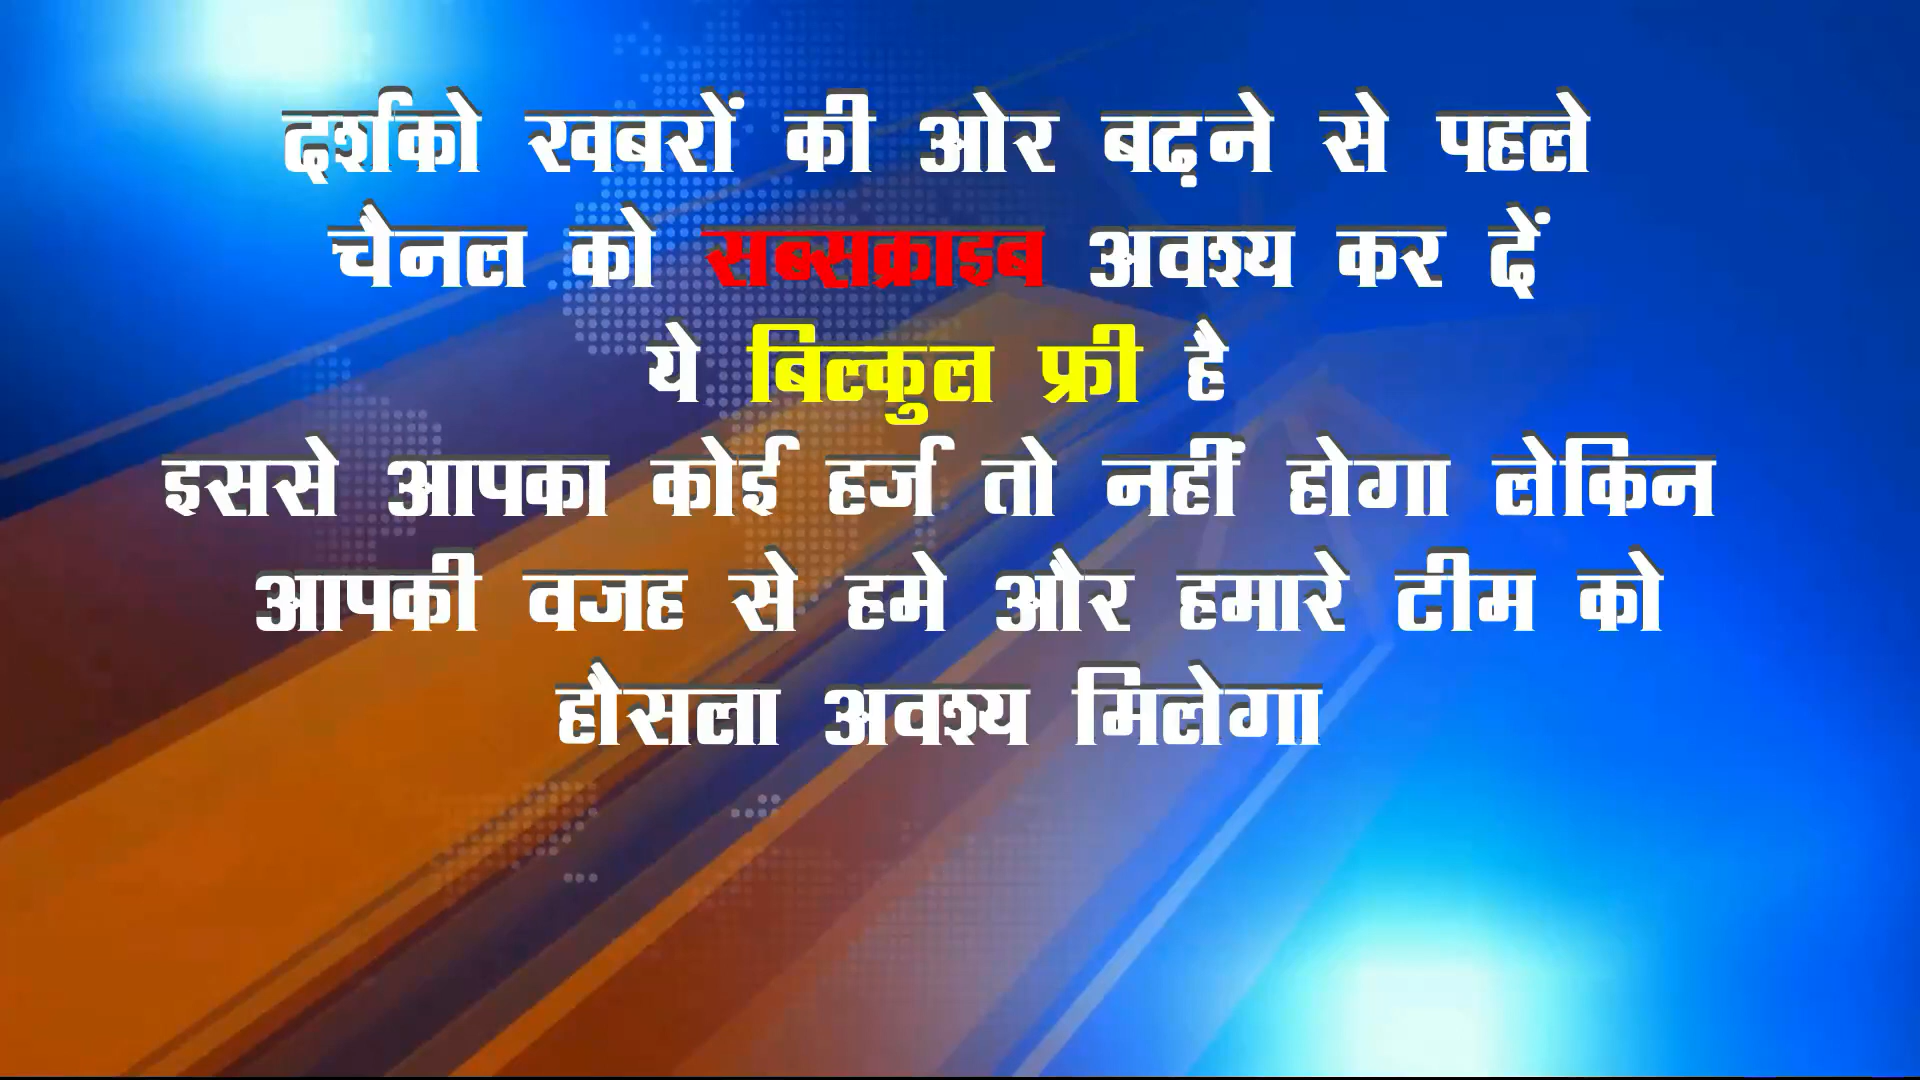 दर्शको खबरों की ओर बढ़ने से पहले
चैनल को सब्सक्राइब अवश्य कर दें
ये बिल्कुल फ्री है
इससे आपका कोई हर्ज तो नहीं होगा लेकिन
आपकी वजह से हमे और हमारे टीम को
हौसला अवश्य मिलेगा